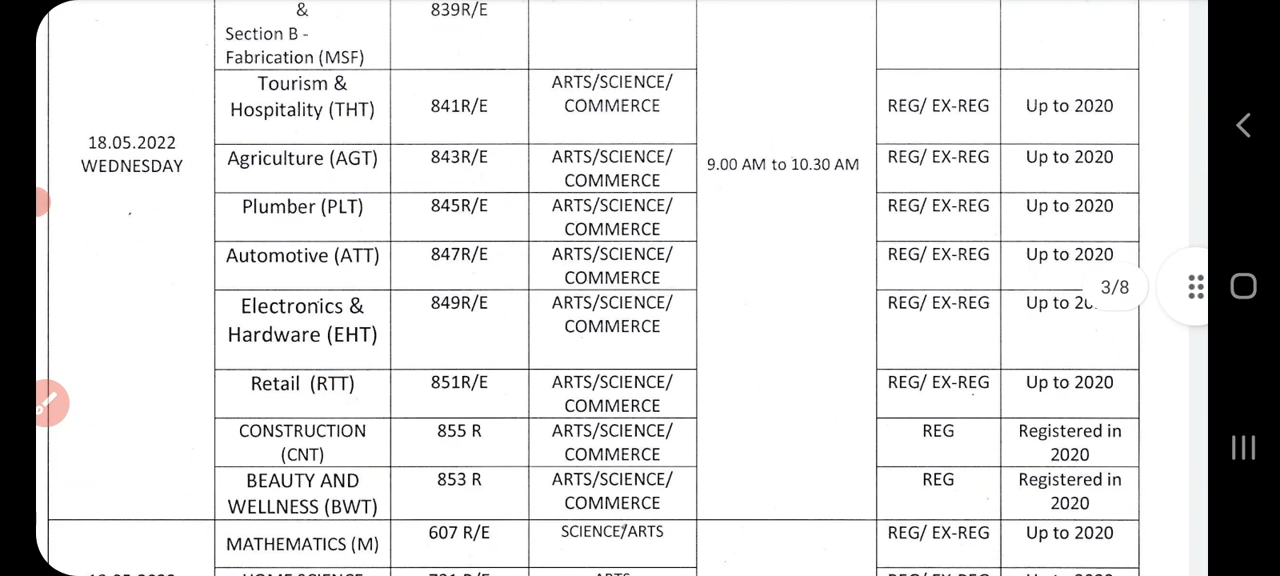 &
839R/E
Section B -
Fabrication (MSF)
Tourism &
Hospitality (THT)
841R/E
ARTS/SCIENCE/
COMMERCE
REG/ EX-REG
Up to 2020
18.05.2022
WEDNESDAY
Agriculture (AGT)
843R/E
ARTS/SCIENCE/
COMMERCE
9.00 AM to 10.30 AM
REG/ EX-REG
Up to 2020
Plumber (PLT)
845R/E
ARTS/SCIENCE/
COMMERCE
REG/ EX-REG
Up to 2020
Automotive (ATT)
847R/E
ARTS/SCIENCE/
COMMERCE
REG/ EX-REG
Up to 2020
3/8
Electronics &
Hardware (EHT)
849R/E
ARTS/SCIENCE/
COMMERCE
REG/ EX-REG
Up to
Retail (RTT)
851R/E
ARTS/SCIENCE/
COMMERCE
REG/ EX-REG
Up to 2020
CONSTRUCTION
(CNT)
855 R
ARTS/SCIENCE/
COMMERCE
REG
Registered in
2020
BEAUTY AND
WELLNESS (BWT)
853 R
ARTS/SCIENCE/
COMMERCE
REG
Registered in
2020
MATHEMATICS (M)
607 R/E
SCIENCE/ARTS
REG/ EX-REG
Up to 2020